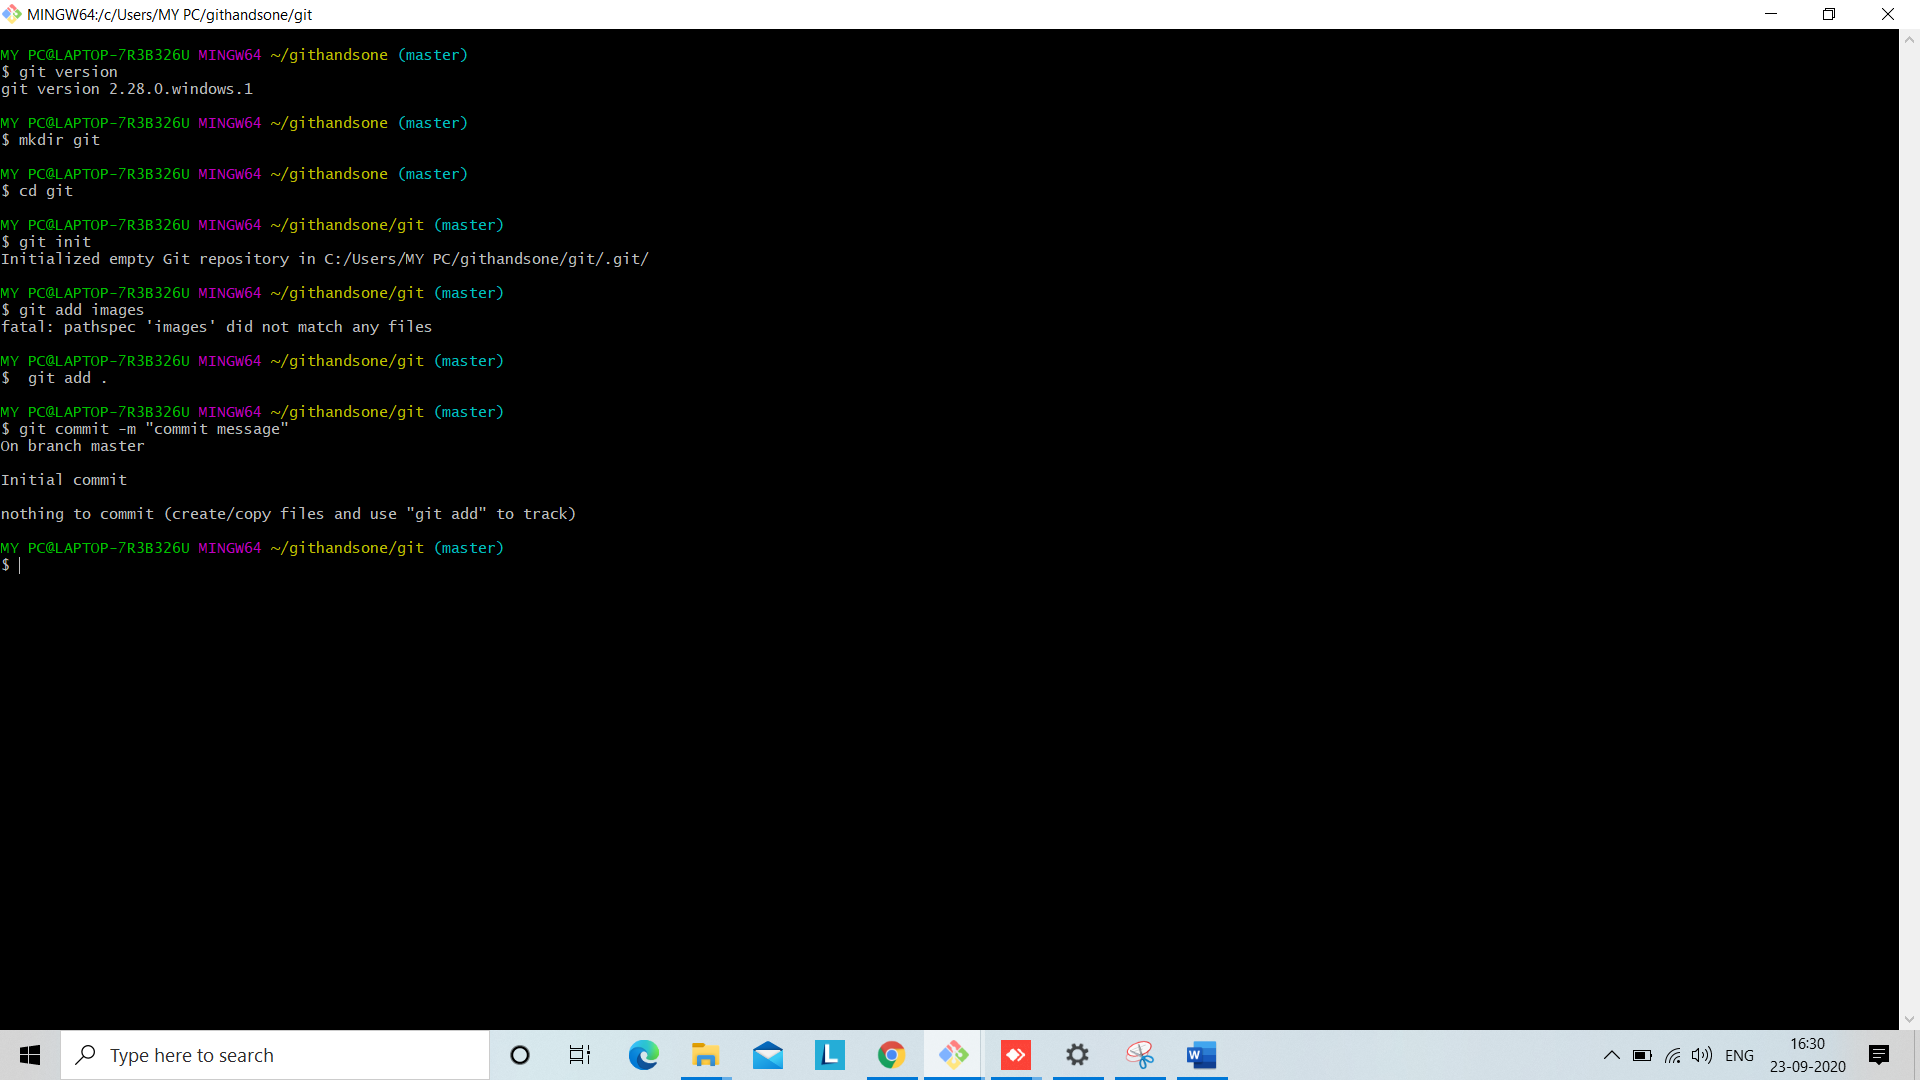 MINGW64:/c/Users/MY PC/githandsone/git
MY PC@LAPTOP-7R3B326U MINGW64 ~/githandsone (master)
$ git version
git version 2.28.0.windows.1
MY PC@LAPTOP-7R3B326U MINGW64 ~/githandsone (master)
$ mkdir git
MY PC@LAPTOP-7R3B326U MINGW64 ~/githandsone (master)
$ cd git
MY PC@LAPTOP-7R3B326U MINGW64 ~/githandsone/git (master)
$ git init
Initialized empty Git repository in C:/Users/MY PC/githandsone/git/.git/
MY PC@LAPTOP-7R3B326U MINGW64 ~/githandsone/git (master)
$ git add images
fatal: pathspec 'images' did not match any files
MY PC@LAPTOP-7R3B326U MINGW64 ~/githandsone/git (master)
$  git add .
MY PC@LAPTOP-7R3B326U MINGW64 ~/githandsone/git (master)
$ git commit -m "commit message"
On branch master
Initial commit
nothing to commit (create/copy files and use "git add" to track)
MY PC@LAPTOP-7R3B326U MINGW64 ~/githandsone/git (master)
$
Type here to search
L
W
ENG
16:30
23-09-2020